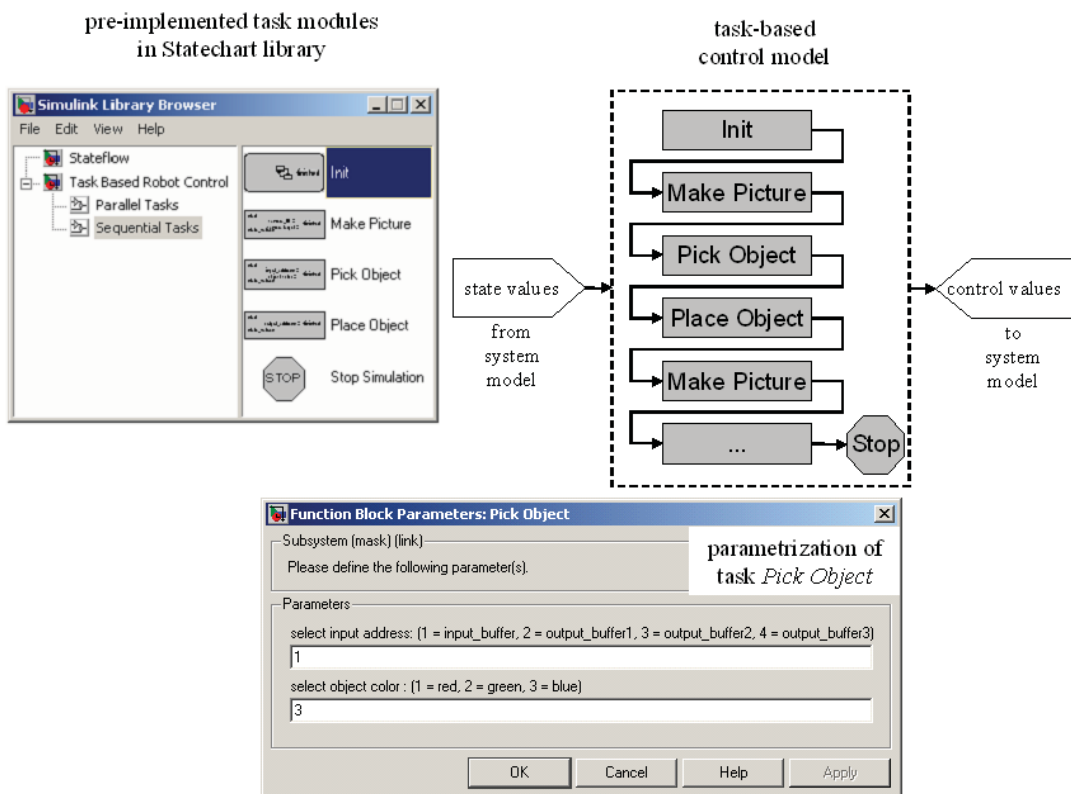 pre-implemented task modules
in Statechart library
Simulink Library Browser
File Edit View Help
Stateflow
Task Based Robot Control
Parallel Tasks
Sequential Tasks
finished Init
Make Picture
Pick Object
Place Object
STOP Stop Simulation
task-based
control model
Init
Make Picture
Pick Object
Place Object
Make Picture
...
Stop
state values
from
system
model
control values
to
system
model
Function Block Parameters: Pick Object
Subsystem (mask) (link)
Please define the following parameter(s).
parametrization of
task Pick Object
Parameters
select input address: (1 = input_buffer, 2 = output_buffer1, 3 = output_buffer2, 4 = output_buffer3)
1
select object color : (1 = red, 2 = green, 3 = blue)
3
OK Cancel Help Apply